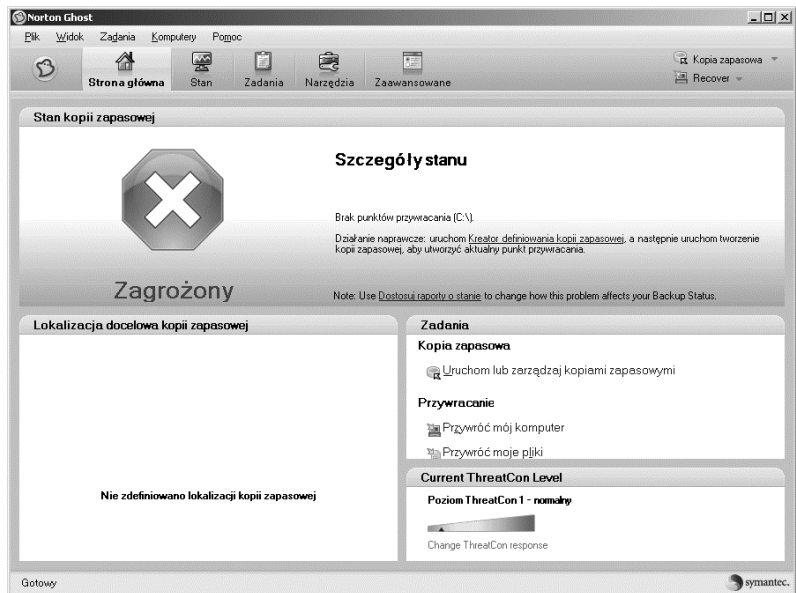 Norton Ghost
Plik Widok Zadania Komputery Pomoc
Strona główna Stan Zadania Narzędzia Zaawansowane
Kopia zapasowa
Recover
Stan kopii zapasowej
Szczegóły stanu
Brak punktów przywracania (C:\).
Działanie naprawcze: uruchom Kreator definiowania kopii zapasowej, a następnie uruchom tworzenie
kopii zapasowej, aby utworzyć aktualny punkt przywracania.
Zagrożony
Note: Use Dostosuj raporty o stanie to change how this problem affects your Backup Status.
Lokalizacja docelowa kopii zapasowej
Nie zdefiniowano lokalizacji kopii zapasowej
Zadania
Kopia zapasowa
Uruchom lub zarządzaj kopiami zapasowymi
Przywracanie
Przywróć mój komputer
Przywróć moje pliki
Current ThreatCon Level
Poziom ThreatCon 1 - normalny
Change ThreatCon response
Gotowy
symantec.